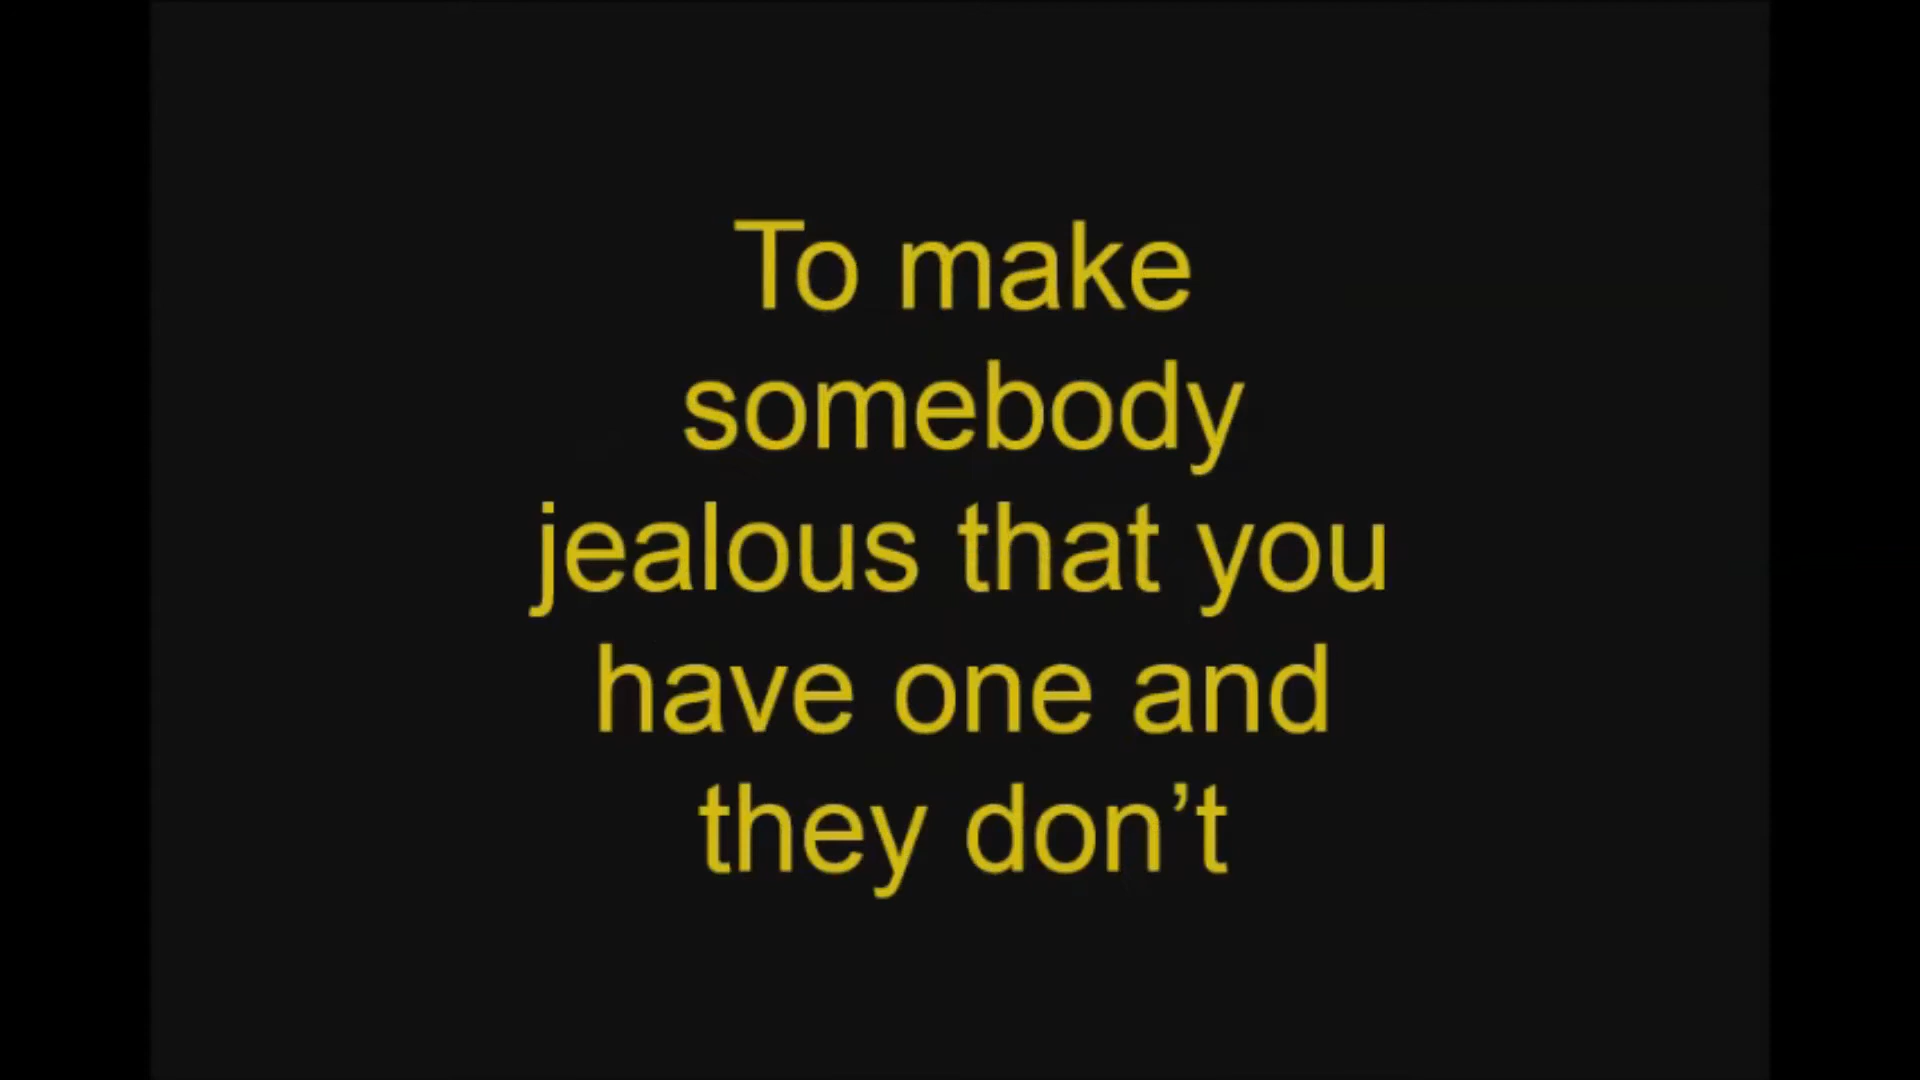 To make
somebody
jealous that you
have one and
they don’t